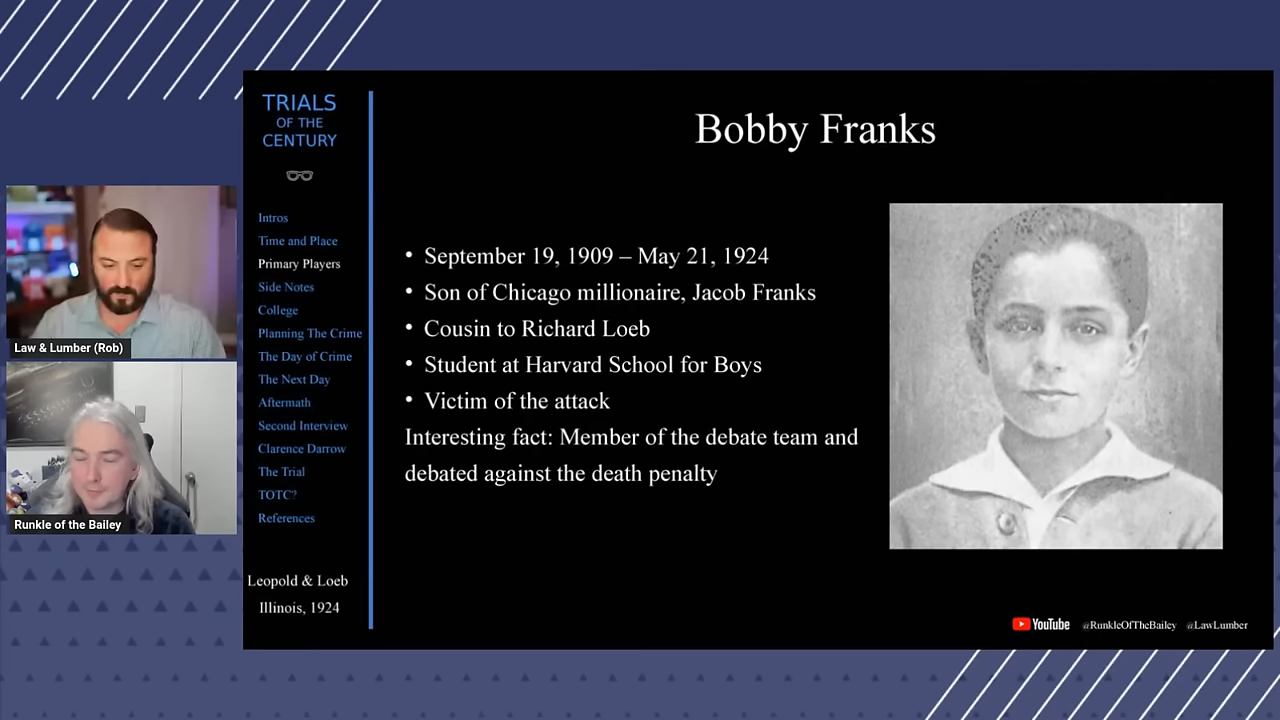 TRIALS
OF THE
CENTURY
Intros
Time and Place
Primary Players
Side Notes
College
Planning The Crime
The Day of Crime
The Next Day
Aftermath
Second Interview
Clarence Darrow
The Trial
TOTC?
References
Leopold & Loeb
Illinois, 1924
Bobby Franks
• September 19, 1909 – May 21, 1924
• Son of Chicago millionaire, Jacob Franks
• Cousin to Richard Loeb
• Student at Harvard School for Boys
• Victim of the attack
Interesting fact: Member of the debate team and
debated against the death penalty
YouTube @RunkleOfTheBailey @LawLumber
Law & Lumber (Rob)
Runkle of the Bailey